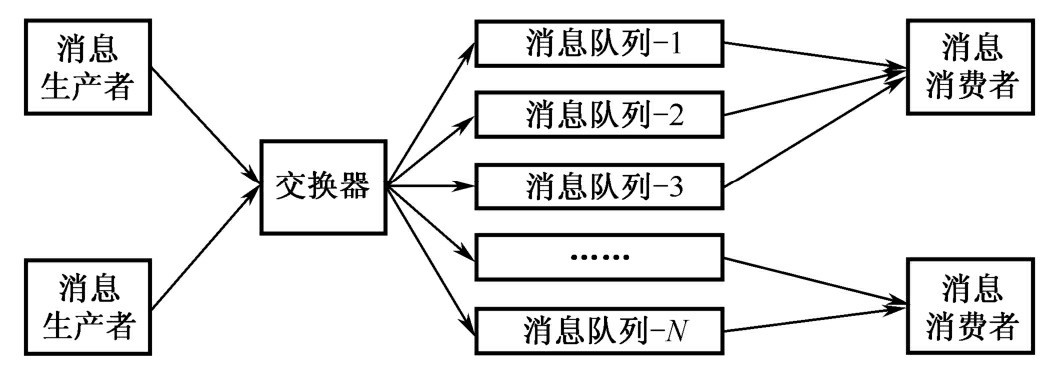 消息
生产者
消息
生产者
交换器
消息队列-1
消息队列-2
消息队列-3
……
消息队列-N
消息
消费者
消息
消费者